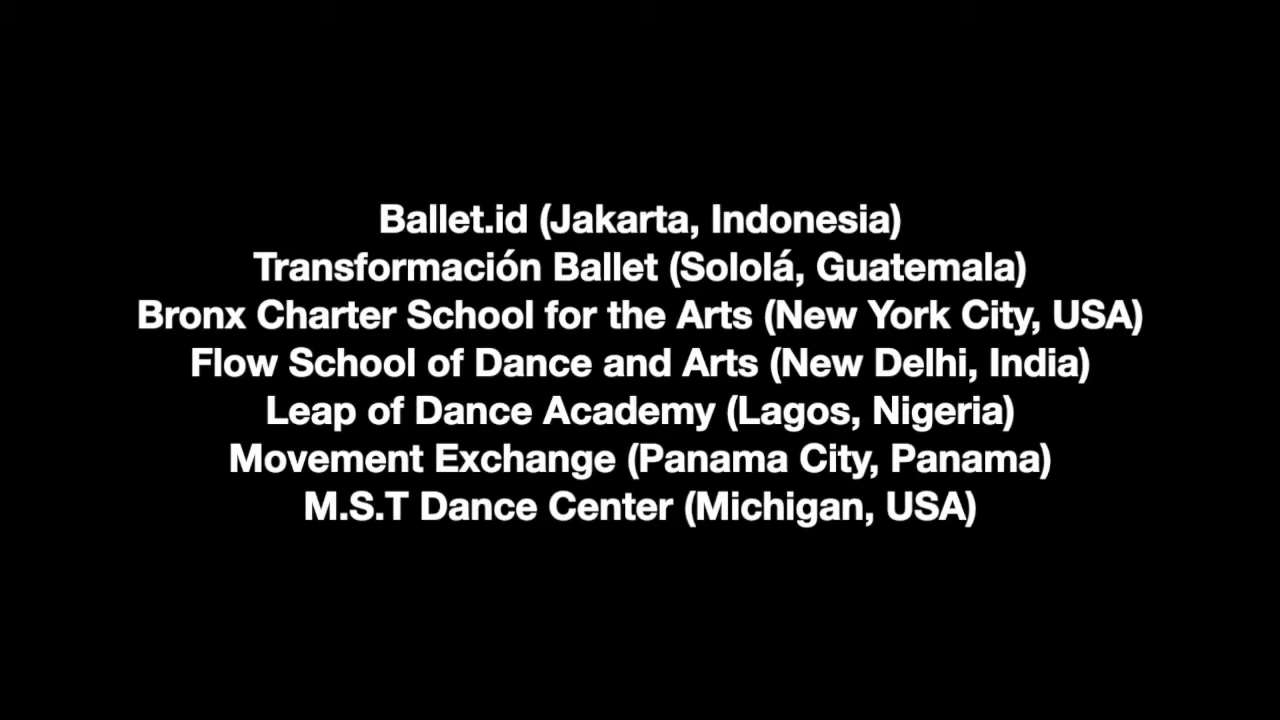 Ballet.id (Jakarta, Indonesia)
Transformación Ballet (Sololá, Guatemala)
Bronx Charter School for the Arts (New York City, USA)
Flow School of Dance and Arts (New Delhi, India)
Leap of Dance Academy (Lagos, Nigeria)
Movement Exchange (Panama City, Panama)
M.S.T Dance Center (Michigan, USA)